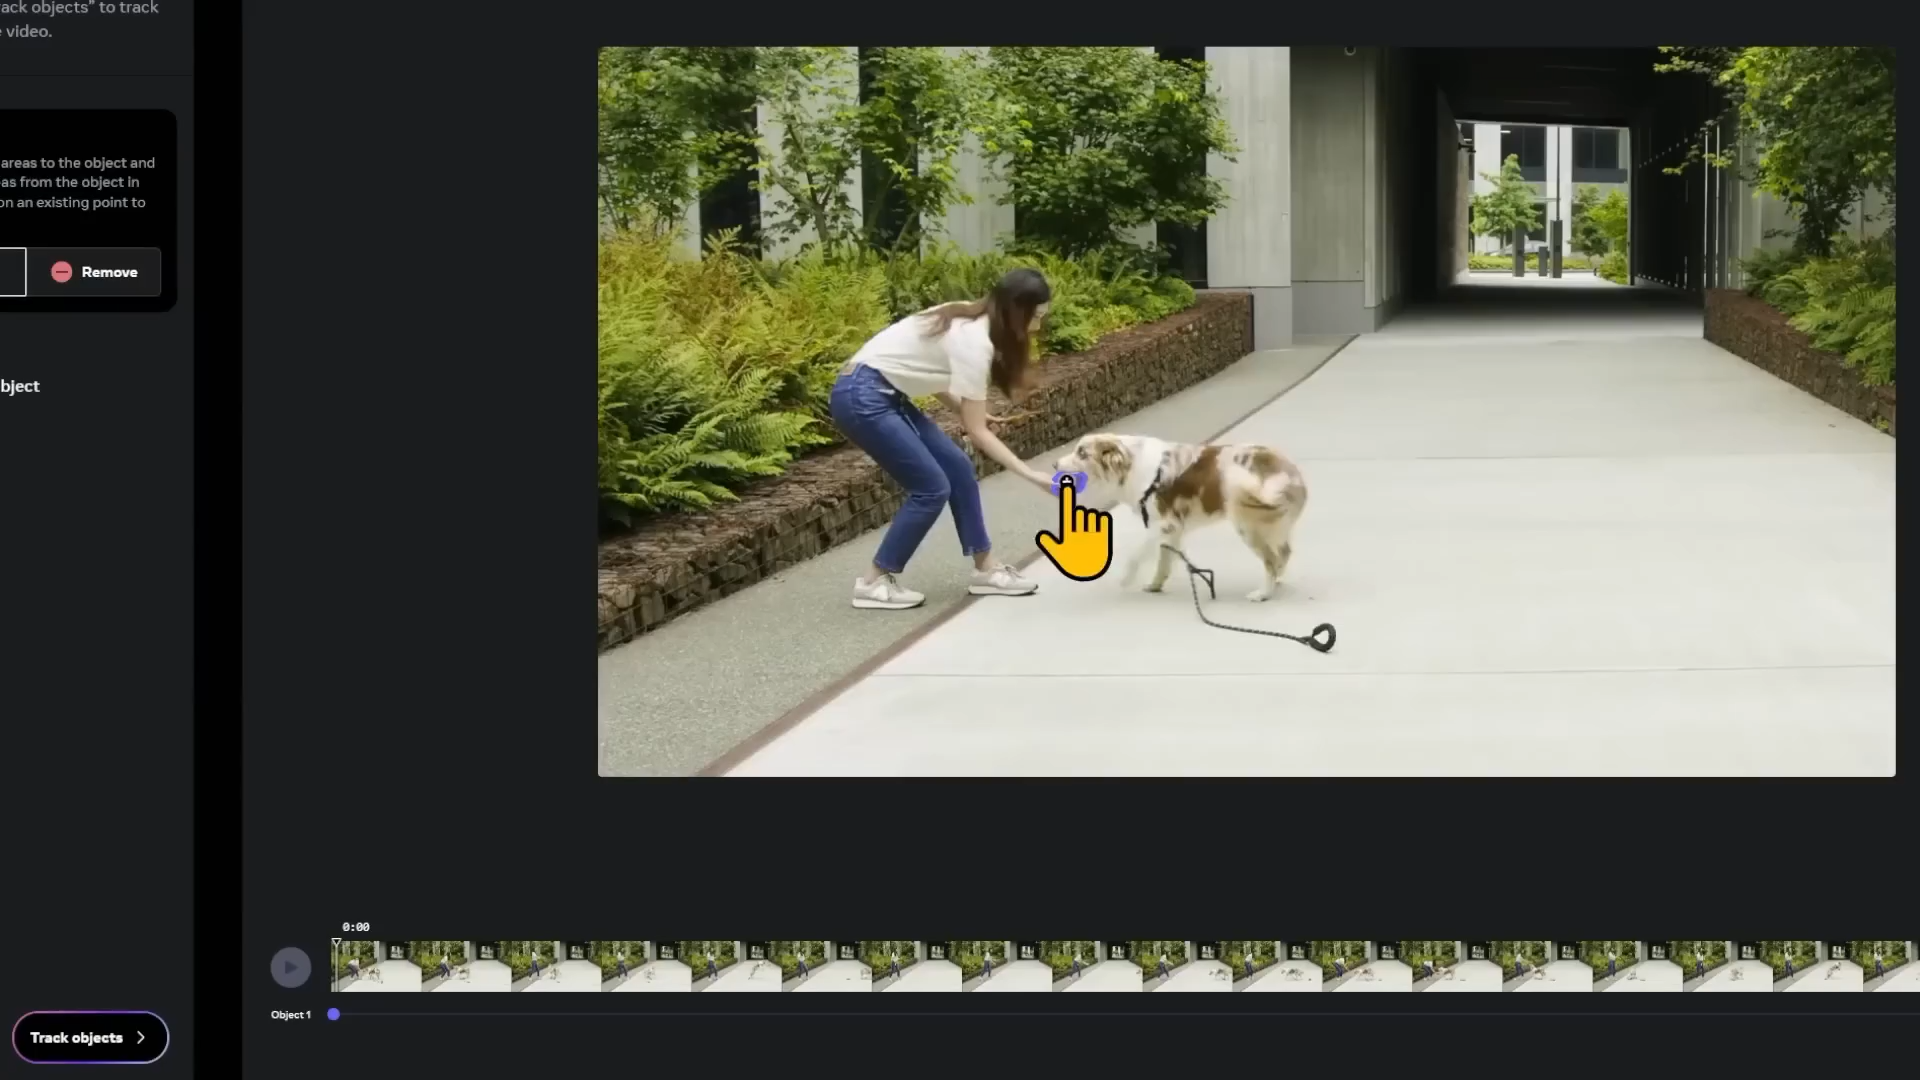 ack objects" to track
video.
areas to the object and
as from the object in
on an existing point to
Remove
bject
0:00
Object 1
Track objects